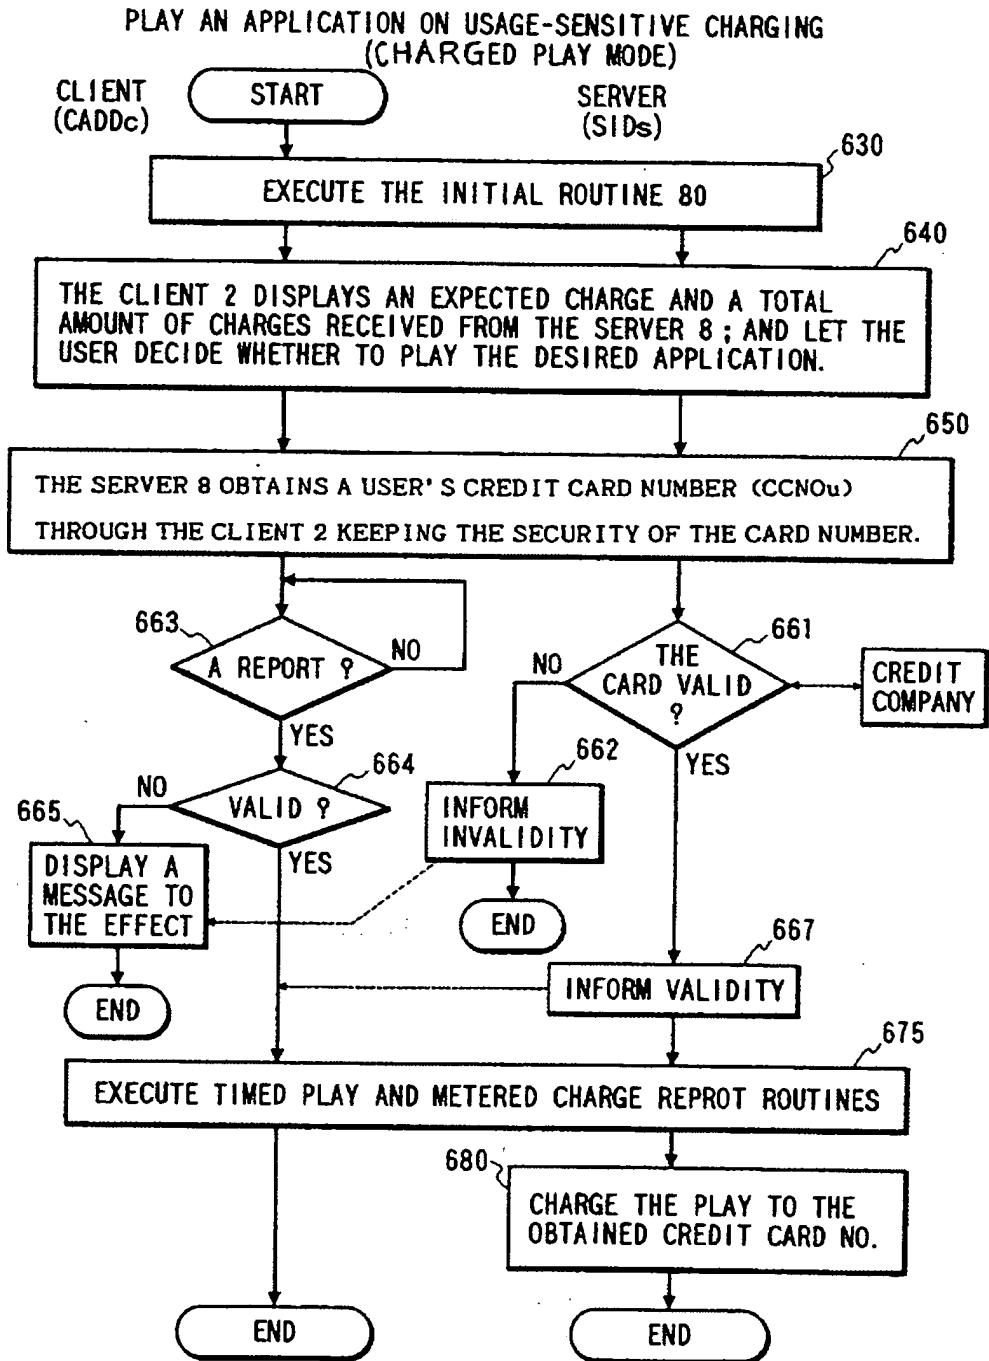 PLAY AN APPLICATION ON USAGE-SENSITIVE CHARGING
(CHARGED PLAY MODE)
CLIENT
(CADDc)
START
SERVER
(SIDs)
630
EXECUTE THE INITIAL ROUTINE 80
640
THE CLIENT 2 DISPLAYS AN EXPECTED CHARGE AND A TOTAL
AMOUNT OF CHARGES RECEIVED FROM THE SERVER 8 ; AND LET THE
USER DECIDE WHETHER TO PLAY THE DESIRED APPLICATION.
650
THE SERVER 8 OBTAINS A USER'S CREDIT CARD NUMBER (CCNOu)
THROUGH THE CLIENT 2 KEEPING THE SECURITY OF THE CARD NUMBER.
663
A REPORT ?
NO
YES
661
THE
CARD VALID
?
NO
YES
CREDIT
COMPANY
664
VALID ?
NO
YES
662
INFORM
INVALIDITY
END
665
DISPLAY A
MESSAGE TO
THE EFFECT
END
667
INFORM VALIDITY
675
EXECUTE TIMED PLAY AND METERED CHARGE REPROT ROUTINES
680
CHARGE THE PLAY TO THE
OBTAINED CREDIT CARD NO.
END
END